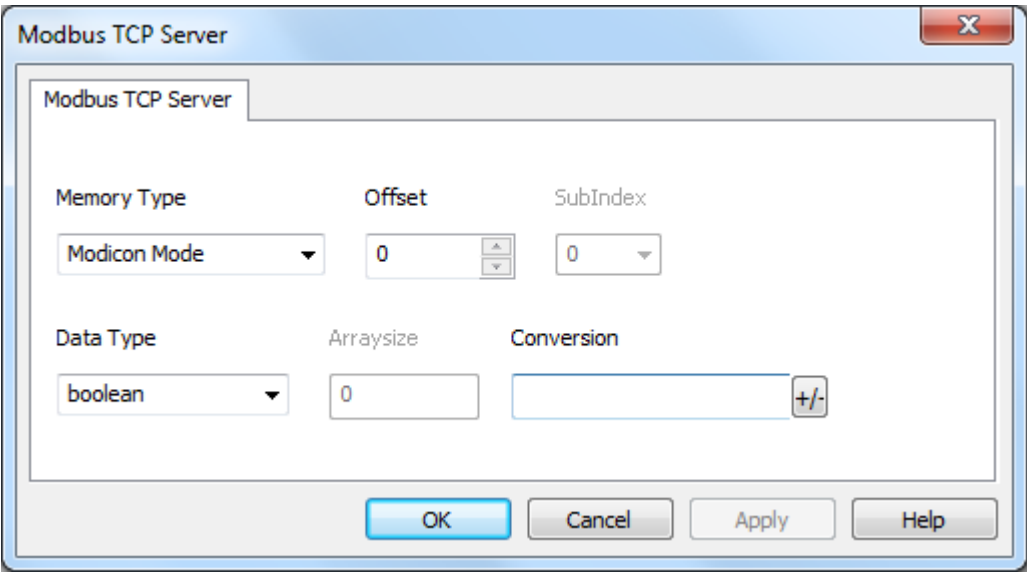 Modbus TCP Server
Modbus TCP Server
Memory Type Offset SubIndex
Modicon Mode 0 0
Data Type Arraysize Conversion
boolean 0 +/-
OK Cancel Apply Help